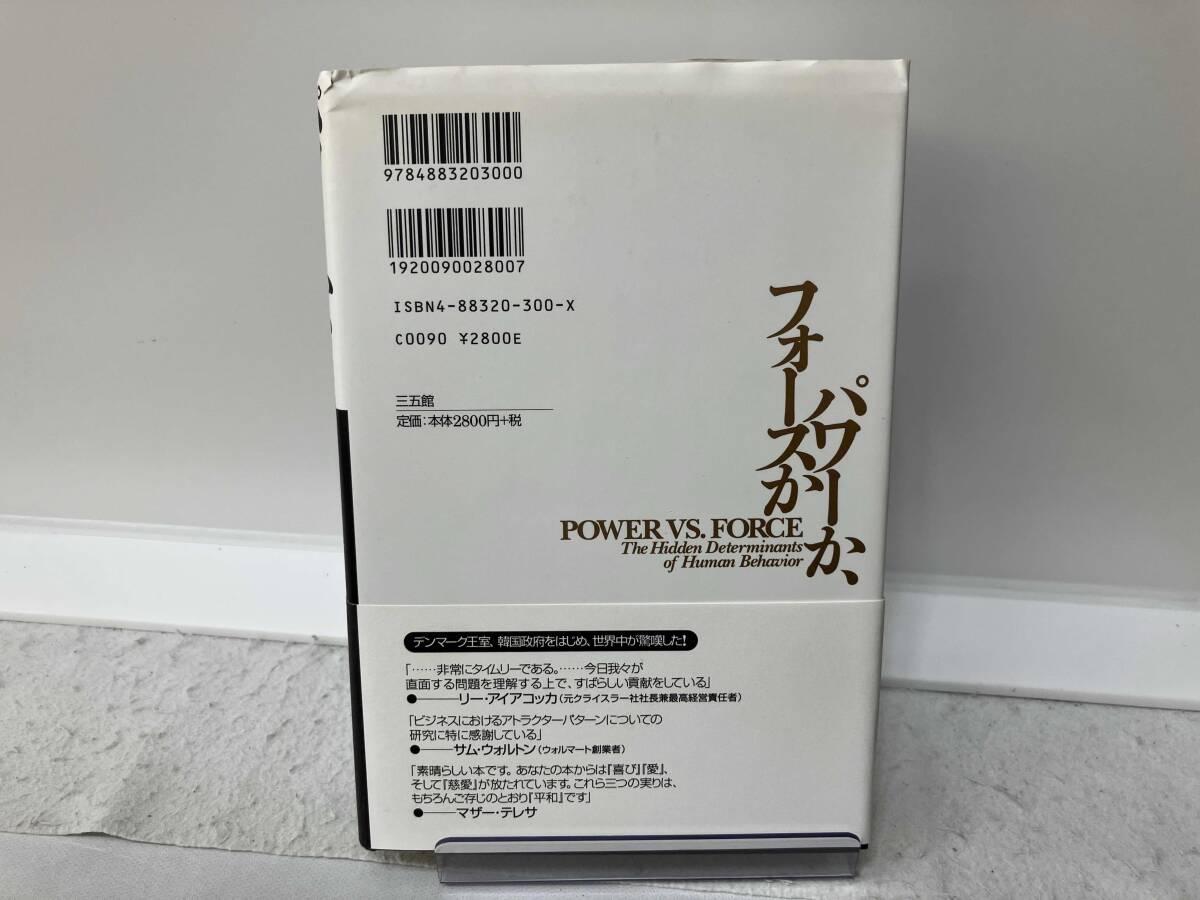 9784883203000
1920090028007
ISBN4-88320-300-X
C0090 ¥2800E
三五館
定価:本体2800円+税
パワーか、
フォースか
POWER VS. FORCE
The Hidden Determinants
of Human Behavior
デンマーク王室、韓国政府をはじめ、世界中が驚嘆した!
「……非常にタイムリーである。……今日我々が
直面する問題を理解する上で、すばらしい貢献をしている」
●——リー・アイアコッカ(元クライスラー社社長兼最高経営責任者)
「ビジネスにおけるアトラクターパターンについての
研究に特に感謝している」
●——サム・ウォルトン(ウォルマート創業者)
「素晴らしい本です。あなたの本からは『喜び』『愛』、
そして『慈愛』が放たれています。これら三つの実りは、
もちろんご存じのとおり『平和』です」
●——マザー・テレサ